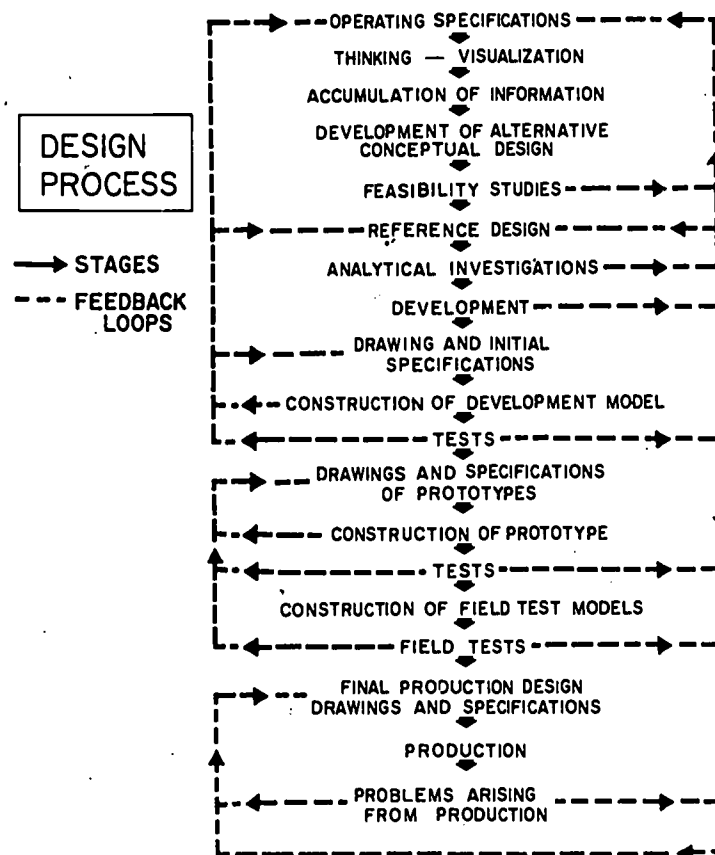 OPERATING SPECIFICATIONS
THINKING — VISUALIZATION
ACCUMULATION OF INFORMATION
DEVELOPMENT OF ALTERNATIVE
CONCEPTUAL DESIGN
FEASIBILITY STUDIES
REFERENCE DESIGN
ANALYTICAL INVESTIGATIONS
DEVELOPMENT
DRAWING AND INITIAL
SPECIFICATIONS
CONSTRUCTION OF DEVELOPMENT MODEL
TESTS
DRAWINGS AND SPECIFICATIONS
OF PROTOTYPES
CONSTRUCTION OF PROTOTYPE
TESTS
CONSTRUCTION OF FIELD TEST MODELS
FIELD TESTS
FINAL PRODUCTION DESIGN
DRAWINGS AND SPECIFICATIONS
PRODUCTION
PROBLEMS ARISING
FROM PRODUCTION
DESIGN
PROCESS
STAGES
FEEDBACK
LOOPS